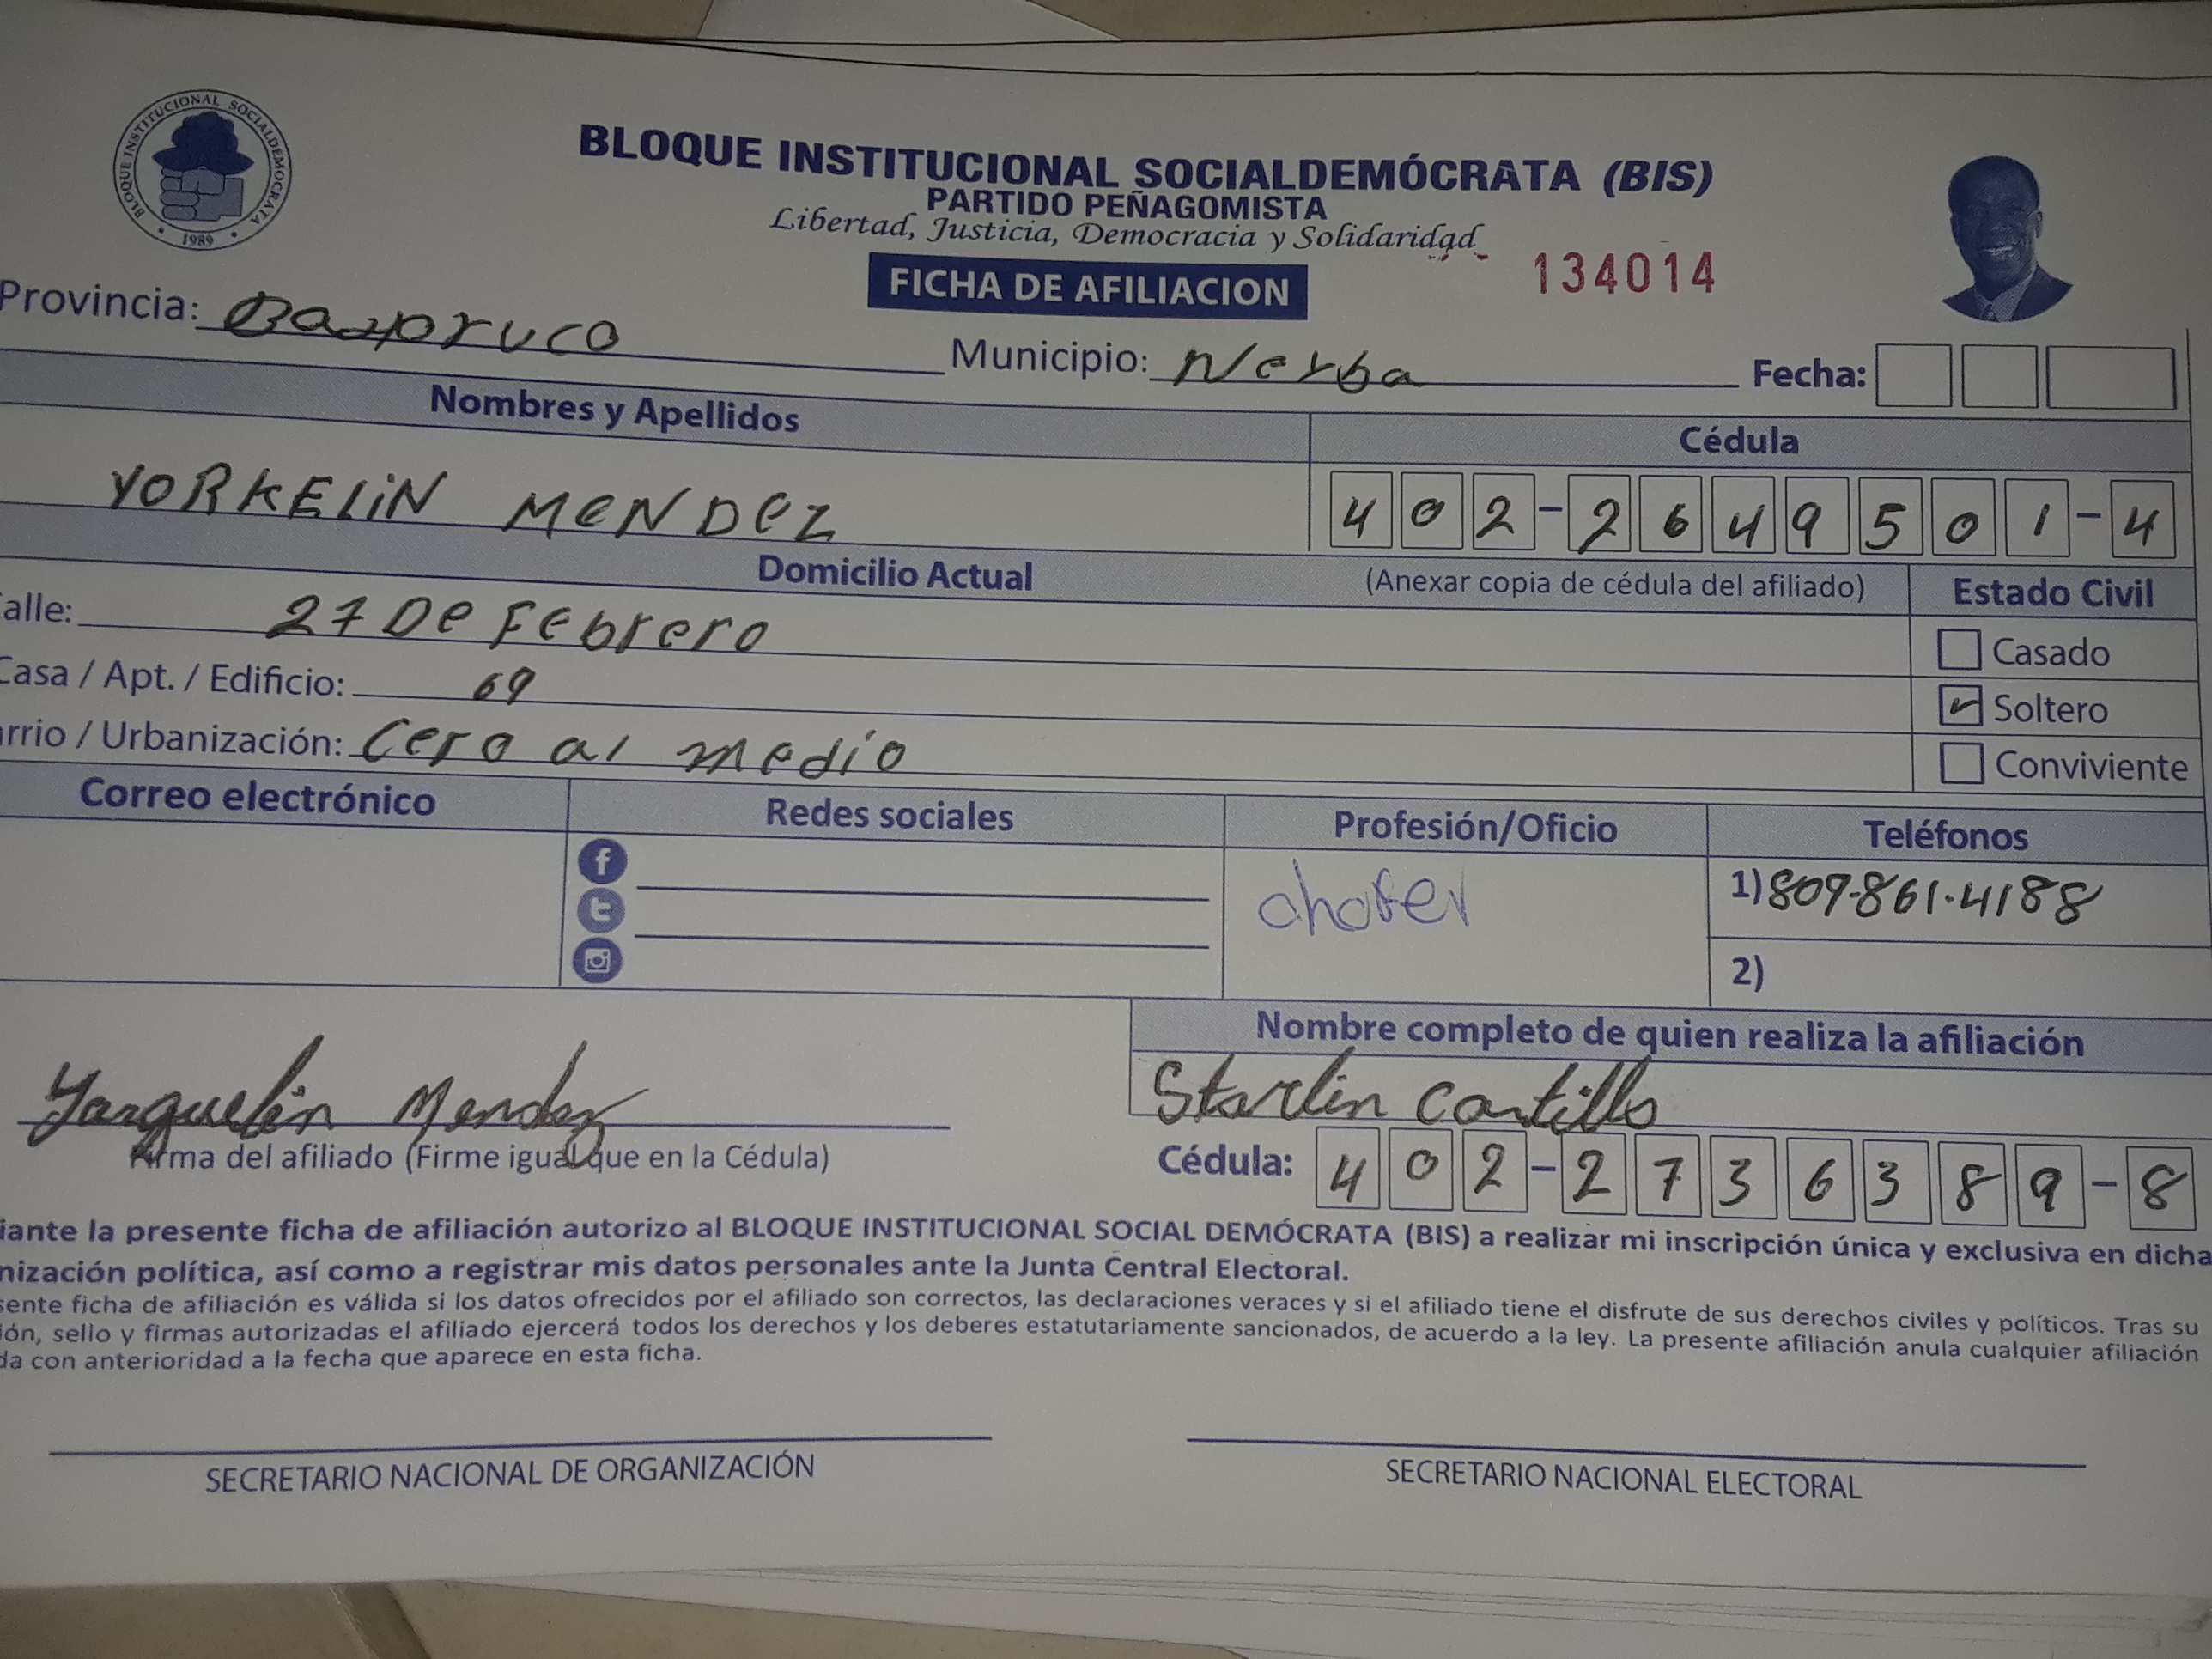 BLOQUE INSTITUCIONAL SOCIALDEMOCRATA
1989
BLOQUE INSTITUCIONAL SOCIALDEMÓCRATA (BIS)
PARTIDO PEÑAGOMISTA
Libertad, Justicia, Democracia y Solidaridad
FICHA DE AFILIACION
134014
Provincia: Baoruco
Municipio: Nerba
Fecha:
Nombres y Apellidos
Cédula
YORKELIN MENDEZ
402-2649501-4
Domicilio Actual
(Anexar copia de cédula del afiliado)
Estado Civil
alle: 27 De Febrero
Casado
Casa / Apt. / Edificio: 69
Soltero
arrio / Urbanización: Cero al medio
Conviviente
Correo electrónico
Redes sociales
Profesión/Oficio
Teléfonos
chofer
1) 809-861-4188
2)
Nombre completo de quien realiza la afiliación
Yorquelin Mendez
Starlin Cantillo
Firma del afiliado (Firme igual que en la Cédula)
Cédula: 402-2736389-8
iante la presente ficha de afiliación autorizo al BLOQUE INSTITUCIONAL SOCIAL DEMÓCRATA (BIS) a realizar mi inscripción única y exclusiva en dicha
nización política, así como a registrar mis datos personales ante la Junta Central Electoral.
sente ficha de afiliación es válida si los datos ofrecidos por el afiliado son correctos, las declaraciones veraces y si el afiliado tiene el disfrute de sus derechos civiles y políticos. Tras su
ión, sello y firmas autorizadas el afiliado ejercerá todos los derechos y los deberes estatutariamente sancionados, de acuerdo a la ley. La presente afiliación anula cualquier afiliación
da con anterioridad a la fecha que aparece en esta ficha.
SECRETARIO NACIONAL DE ORGANIZACIÓN
SECRETARIO NACIONAL ELECTORAL